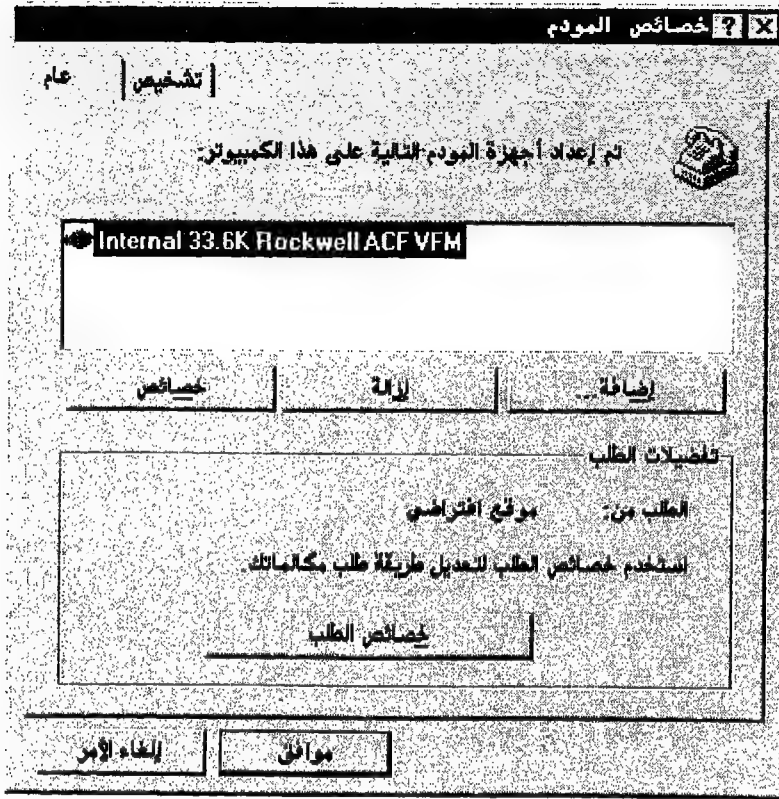 خصائص المودم
عام
تشخيص
تم إعداد أجهزة المودم التالية على هذا الكمبيوتر:
Internal 33.6K Rockwell ACF VFM
إضافة...
إزالة
خصائص
تفضيلات الطلب
الطلب من: موقع افتراضي
استخدم خصائص الطلب لتعديل طريقة طلب مكالماتك.
خصائص الطلب
موافق
إلغاء الأمر